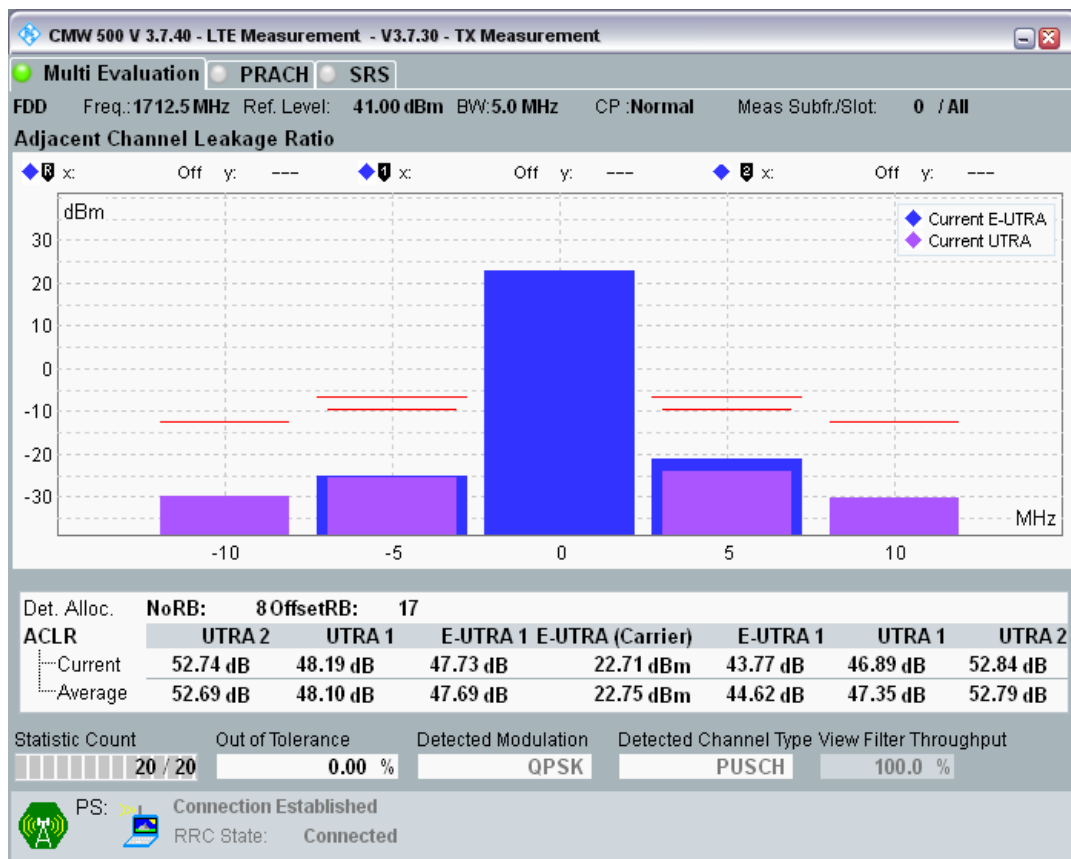 CMW 500 V 3.7.40 - LTE Measurement - V3.7.30 - TX Measurement
Multi Evaluation PRACH SRS
FDD Freq.:1712.5 MHz Ref. Level: 41.00 dBm BW:5.0 MHz CP :Normal Meas Subfr./Slot: 0 / All
Adjacent Channel Leakage Ratio
R x: Off y: --- 1 x: Off y: --- 2 x: Off y: ---
dBm
Current E-UTRA
Current UTRA
30
20
10
0
-10
-20
-30
MHz
-10 -5 0 5 10
Det. Alloc. NoRB: 8 OffsetRB: 17
ACLR UTRA 2 UTRA 1 E-UTRA 1 E-UTRA (Carrier) E-UTRA 1 UTRA 1 UTRA 2
Current 52.74 dB 48.19 dB 47.73 dB 22.71 dBm 43.77 dB 46.89 dB 52.84 dB
Average 52.69 dB 48.10 dB 47.69 dB 22.75 dBm 44.62 dB 47.35 dB 52.79 dB
Statistic Count Out of Tolerance Detected Modulation Detected Channel Type View Filter Throughput
20 / 20 0.00 % QPSK PUSCH 100.0 %
PS: Connection Established
RRC State: Connected